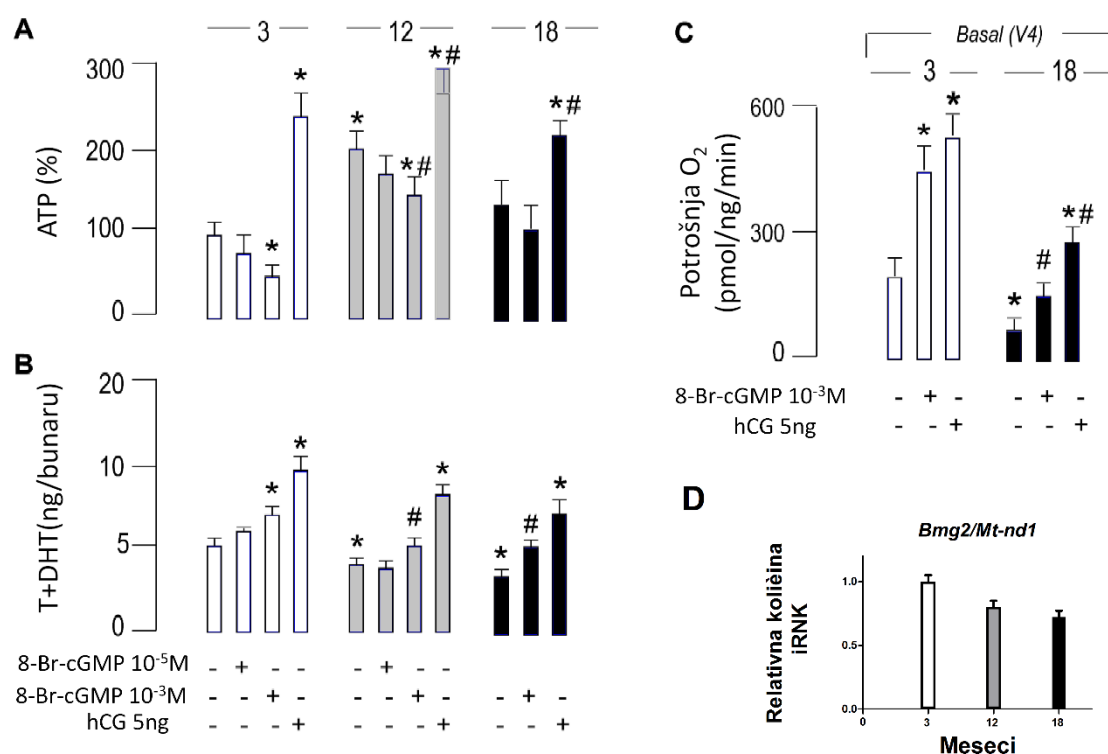 A
3 12 18
ATP (%)
300
200
100
0
* * * * *# *# *#
B
T+DHT(ng/bunaru)
20
10
5
0
* * * # * * # *
8-Br-cGMP 10-5M - + - - - + - - - - -
8-Br-cGMP 10-3M - - + - - - + - - + -
hCG 5ng - - - + - - - + - - +
C
Basal (V4)
3 18
Potrošnja O2
(pmol/ng/min)
600
300
0
* * * # *#
8-Br-cGMP 10-3M - + - - + -
hCG 5ng - - + - - +
D
Bmg2/Mt-nd1
Relativna kolièina
iRNK
1.0
0.5
0.0
0 3 12 18
Meseci